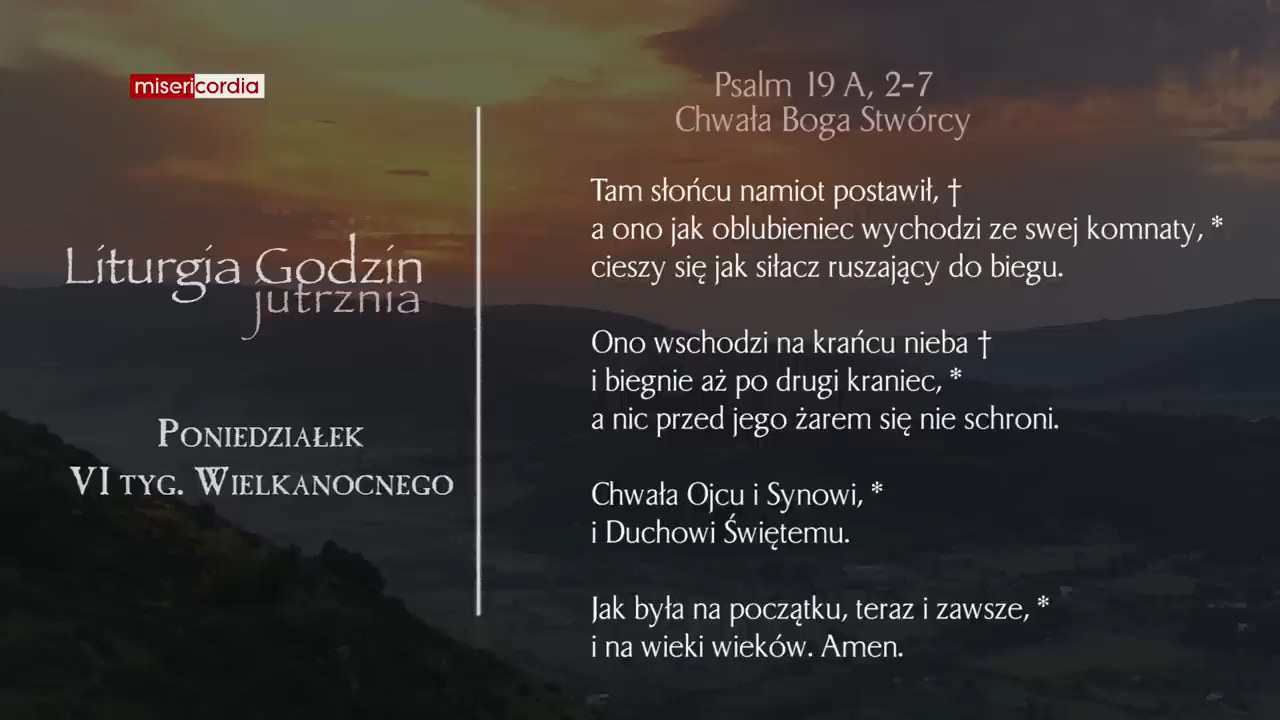 misericordia
Liturgia Godzin
jutrznia
Poniedziałek
VI tyg. Wielkanocnego
Psalm 19 A, 2-7
Chwała Boga Stwórcy
Tam słońcu namiot postawił, †
a ono jak oblubieniec wychodzi ze swej komnaty, *
cieszy się jak siłacz ruszający do biegu.
Ono wschodzi na krańcu nieba †
i biegnie aż po drugi kraniec, *
a nic przed jego żarem się nie schroni.
Chwała Ojcu i Synowi, *
i Duchowi Świętemu.
Jak była na początku, teraz i zawsze, *
i na wieki wieków. Amen.